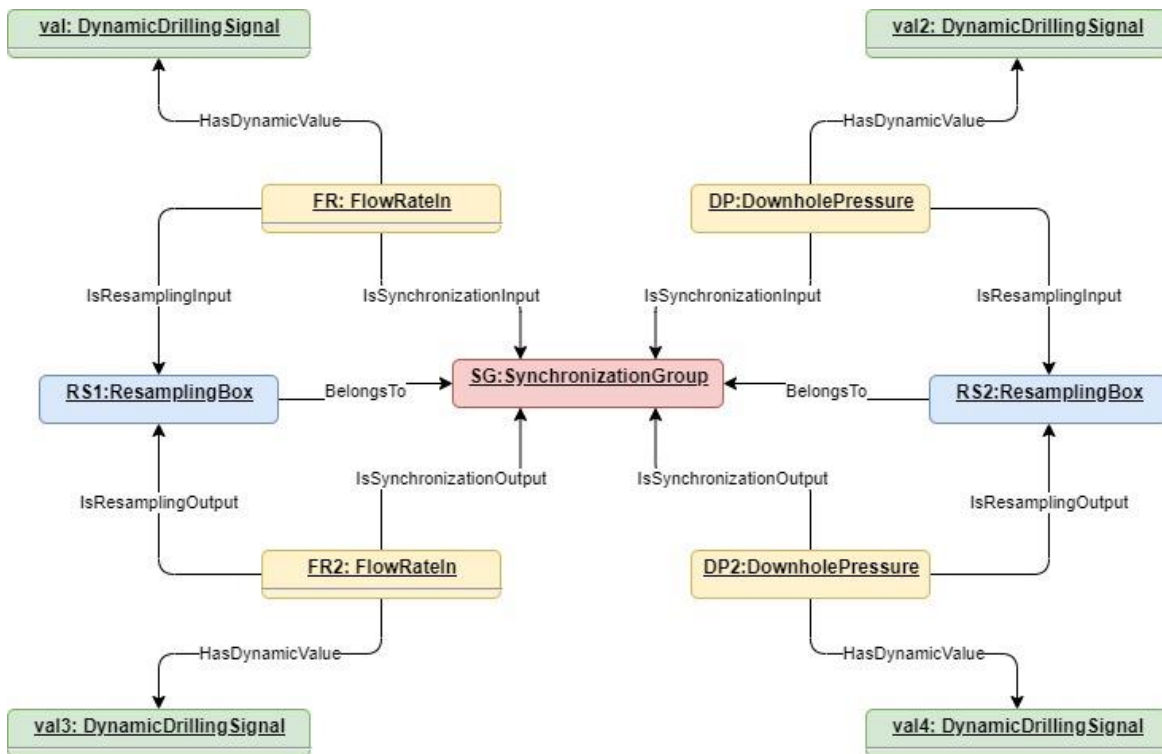 val: DynamicDrillingSignal
val2: DynamicDrillingSignal
HasDynamicValue
HasDynamicValue
FR: FlowRateIn
DP:DownholePressure
IsResamplingInput
IsSynchronizationInput
IsSynchronizationInput
IsResamplingInput
RS1:ResamplingBox
BelongsTo
SG:SynchronizationGroup
BelongsTo
RS2:ResamplingBox
IsResamplingOutput
IsSynchronizationOutput
IsSynchronizationOutput
IsResamplingOutput
FR2: FlowRateIn
DP2:DownholePressure
HasDynamicValue
HasDynamicValue
val3: DynamicDrillingSignal
val4: DynamicDrillingSignal